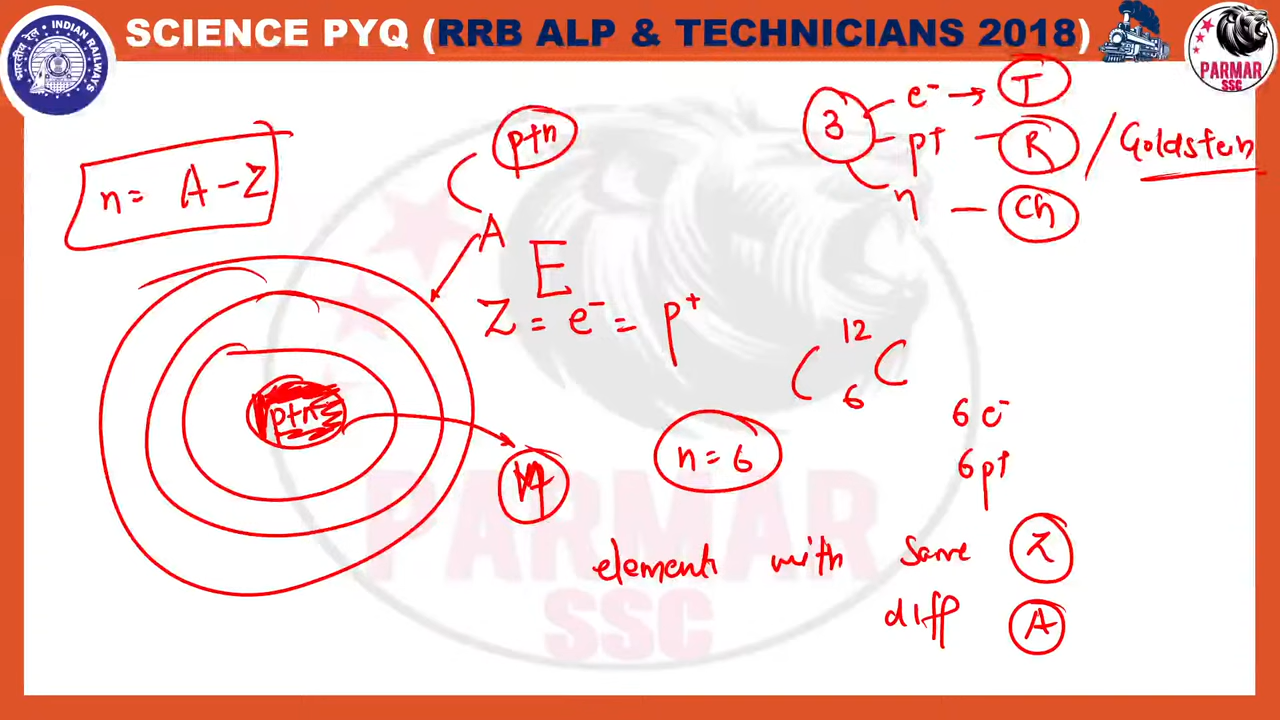 SCIENCE PYQ (RRB ALP & TECHNICIANS 2018)
INDIAN RAILWAYS
भारतीय रेल
PARMAR
SSC
n = A - Z
p+n
A
E
Z = e⁻ = p⁺
3
e⁻ → T
p+ - R / Goldstein
n - Ch
p+n
( ¹²₆C
6 e⁻
6 p+
n = 6
element with same Z
diff A
PARMAR
SSC